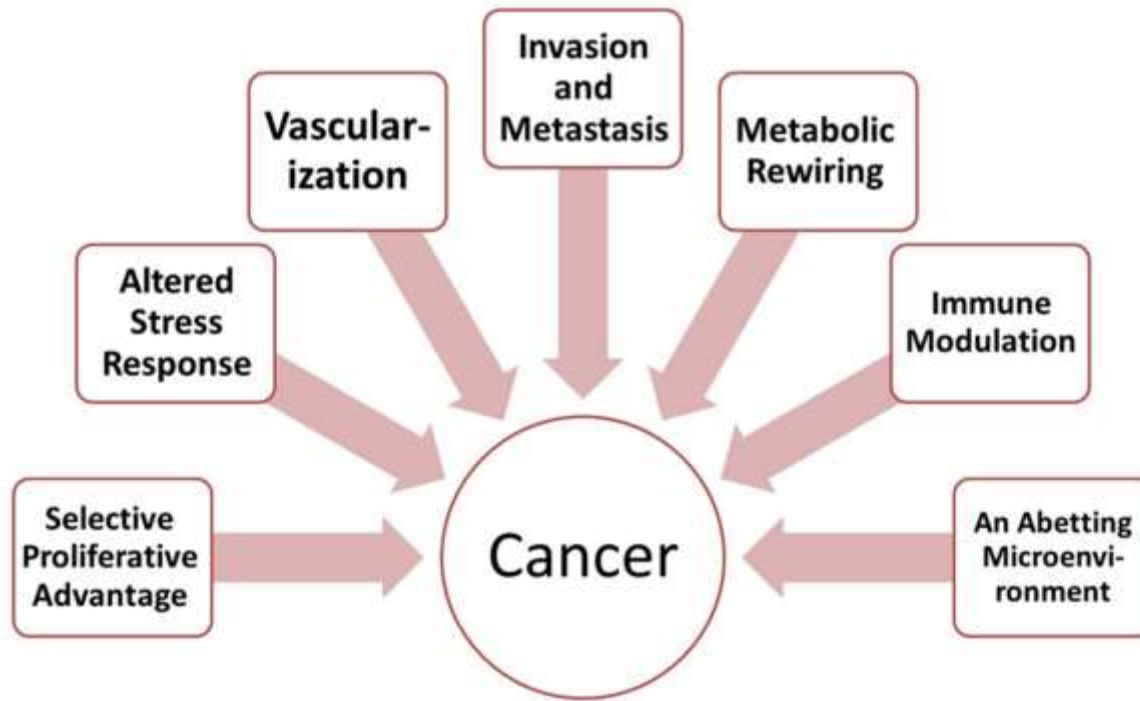 Invasion
and
Metastasis
Vascular-
ization
Metabolic
Rewiring
Altered
Stress
Response
Immune
Modulation
Selective
Proliferative
Advantage
Cancer
An Abetting
Microenvi-
ronment